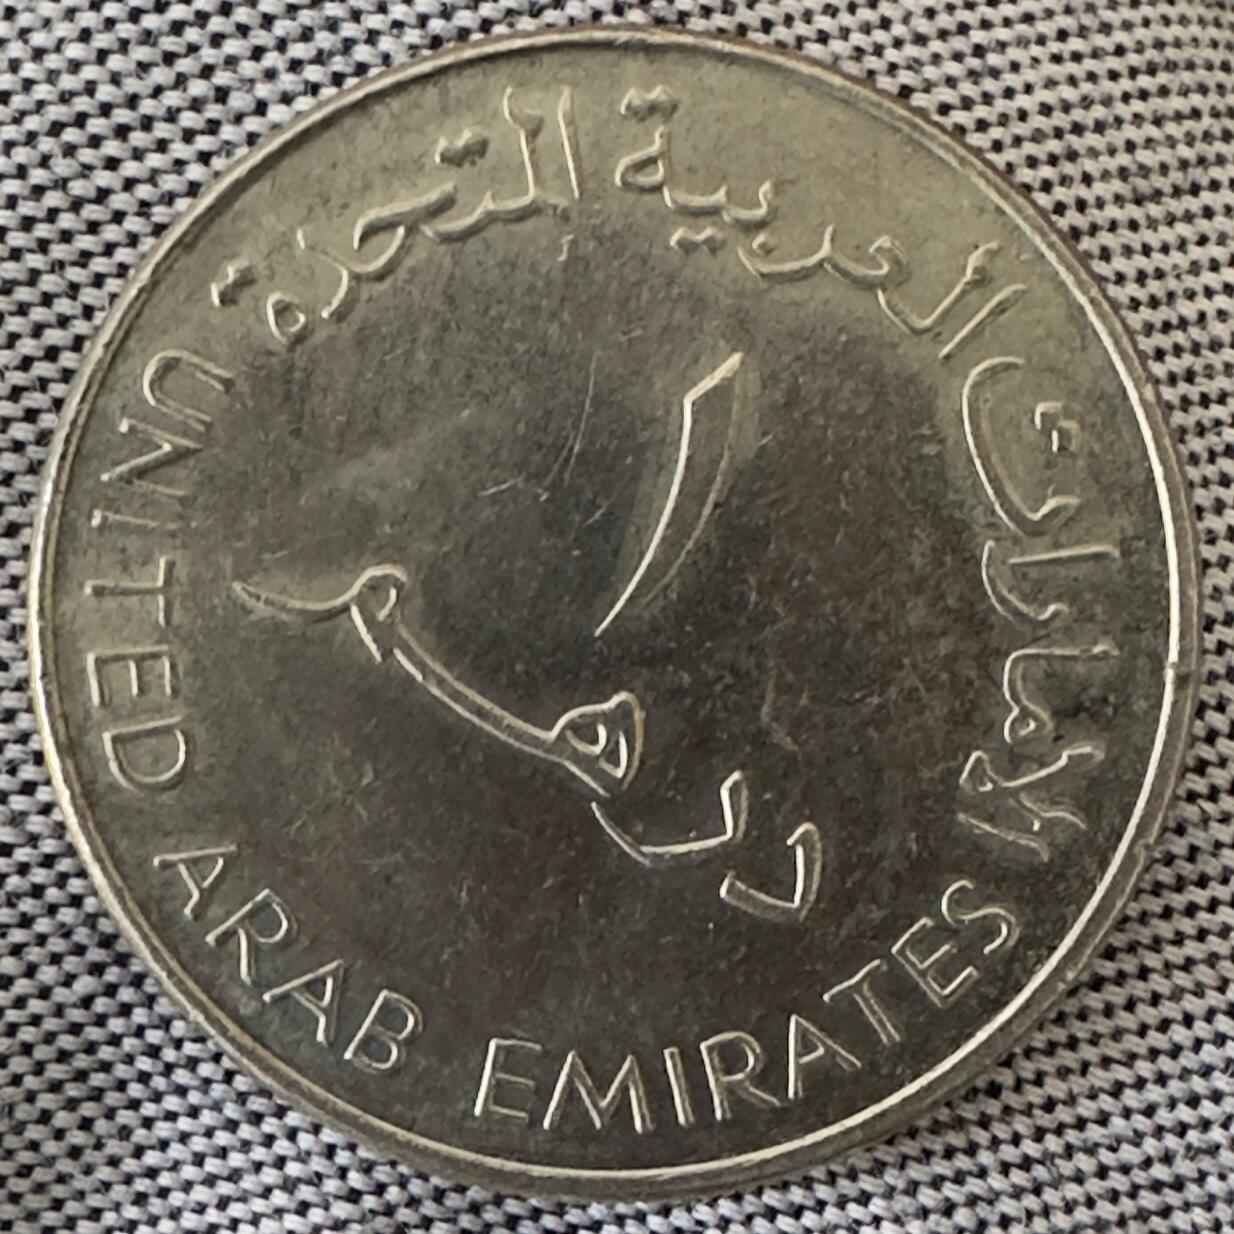 الإمارات العربية المتحدة
١
درهم
UNITED ARAB EMIRATES